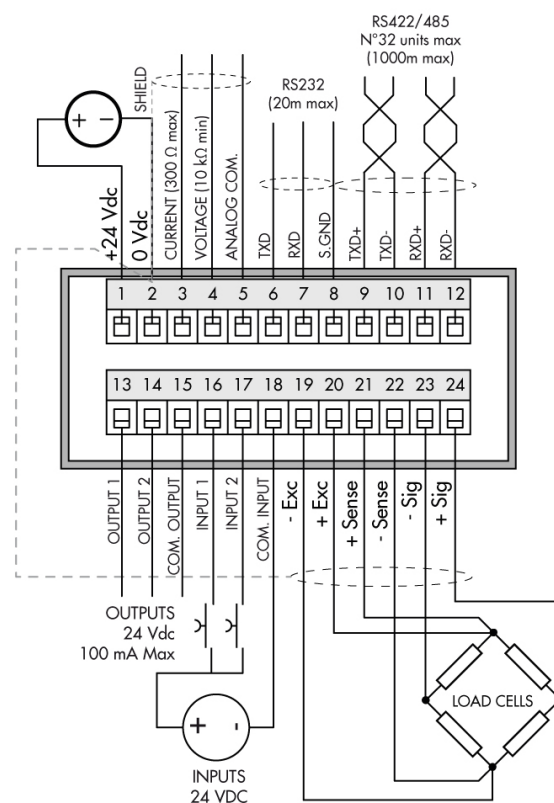 RS422/485
N°32 units max
(1000m max)
RS232
(20m max)
+ −
SHIELD
+24 Vdc
0 Vdc
CURRENT (300 Ω max)
VOLTAGE (10 kΩ min)
ANALOG COM.
TXD
RXD
S.GND
TXD+
TXD-
RXD+
RXD-
1 2 3 4 5 6 7 8 9 10 11 12
13 14 15 16 17 18 19 20 21 22 23 24
OUTPUT 1
OUTPUT 2
COM. OUTPUT
INPUT 1
INPUT 2
COM. INPUT
- Exc
+ Exc
+ Sense
- Sense
- Sig
+ Sig
OUTPUTS
24 Vdc
100 mA Max
LOAD CELLS
+ -
INPUTS
24 VDC